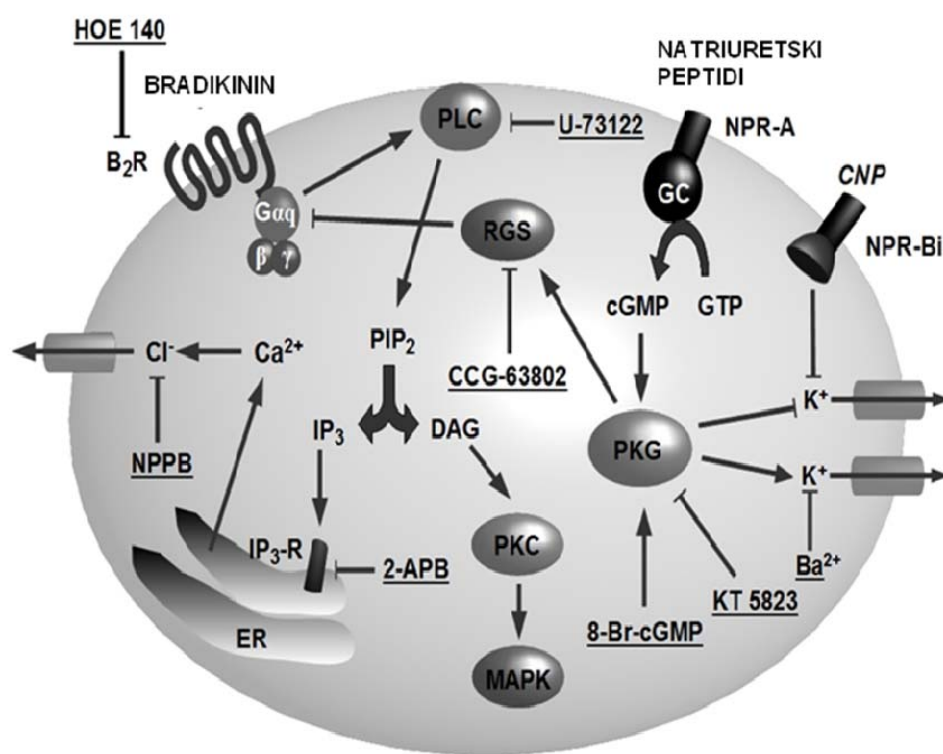 HOE 140
BRADIKININ
NATRIURETSKI
PEPTIDI
PLC
U-73122
NPR-A
B₂R
GC
CNP
Gαq
RGS
NPR-Bi
β γ
cGMP GTP
PIP₂
Cl⁻ Ca²⁺
CCG-63802
K⁺
IP₃ DAG
PKG
NPPB
K⁺
IP₃-R
PKC
2-APB
Ba²⁺
KT 5823
ER
8-Br-cGMP
MAPK